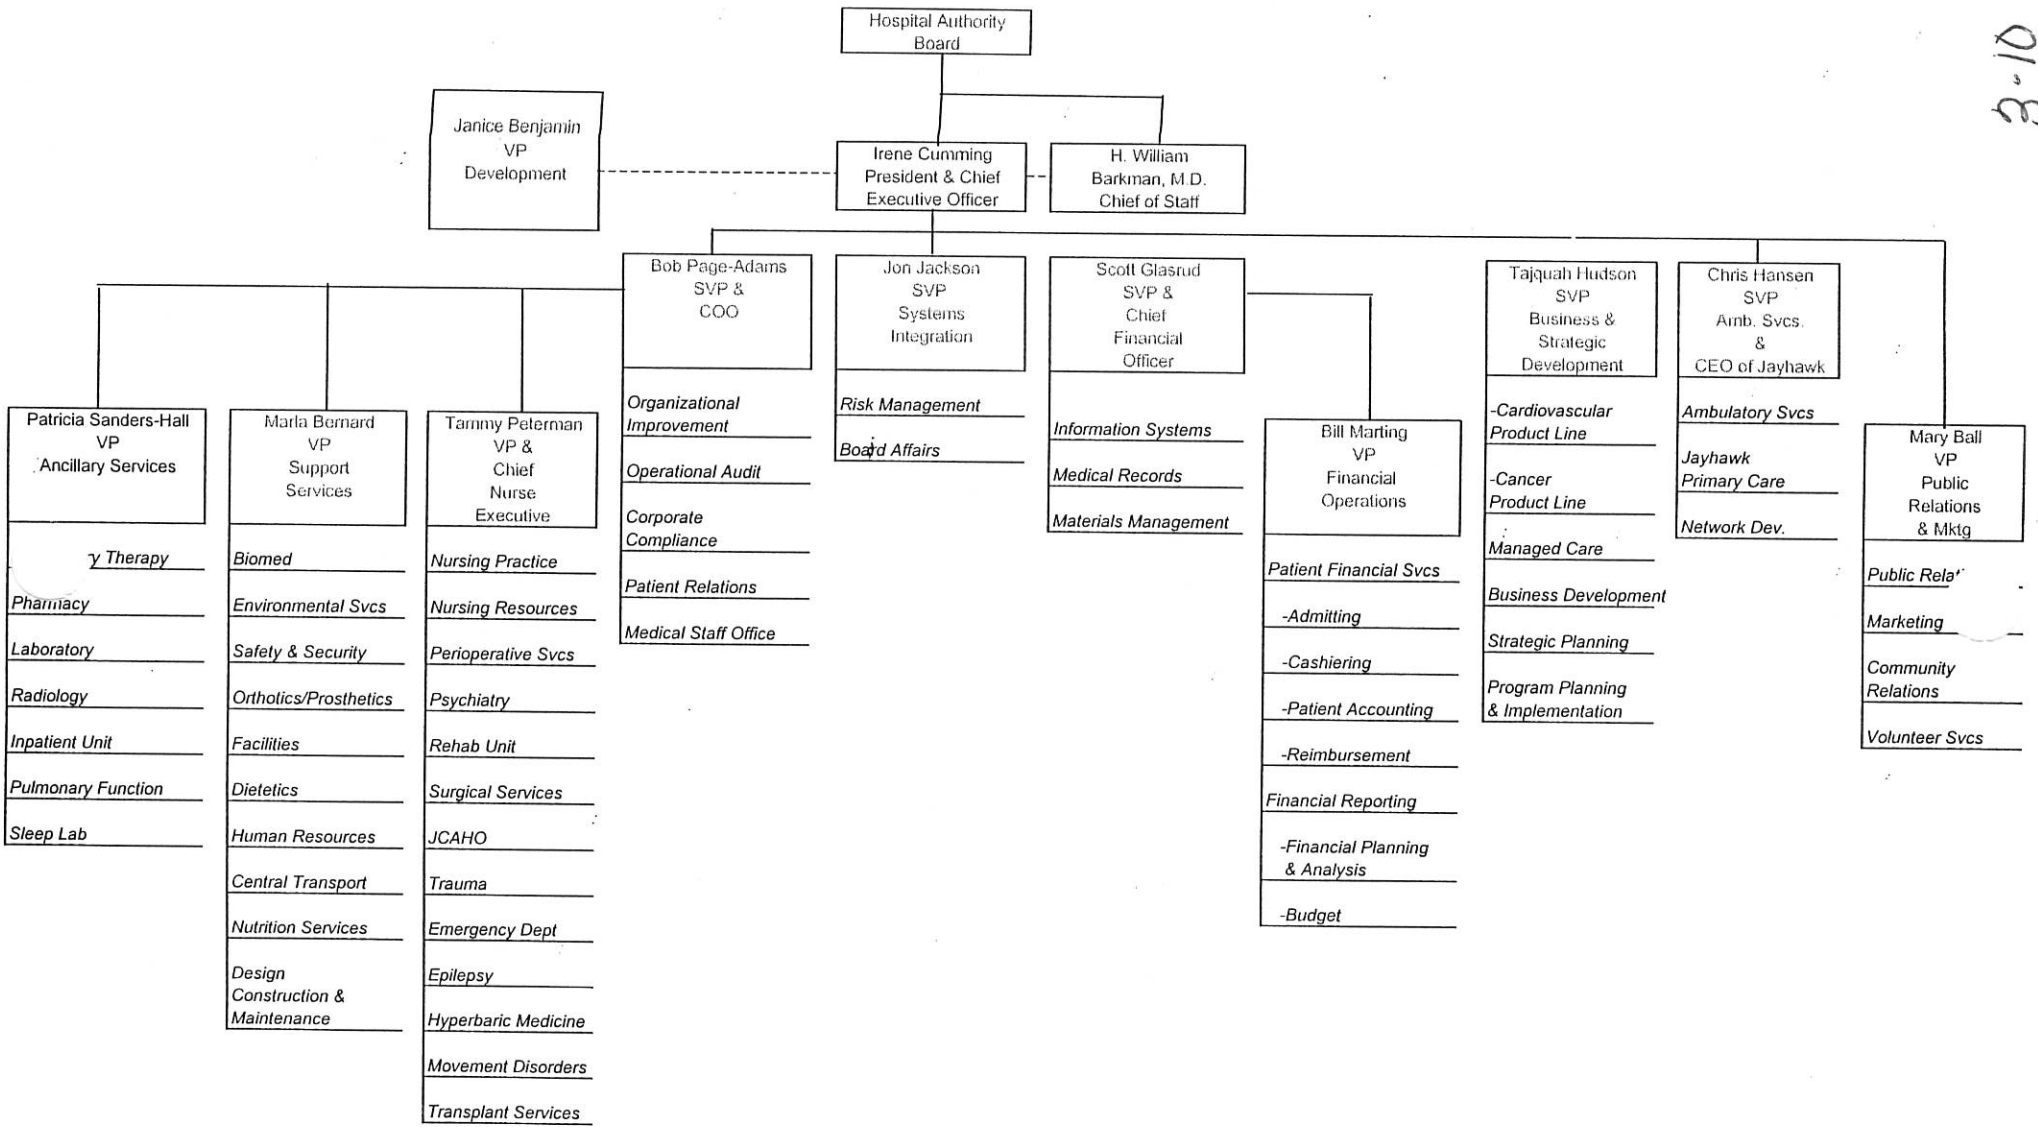 3-10
Hospital Authority
Board
Janice Benjamin
VP
Development
Irene Cumming
President & Chief
Executive Officer
H. William
Barkman, M.D.
Chief of Staff
Bob Page-Adams
SVP &
COO
Organizational
Improvement
Operational Audit
Corporate
Compliance
Patient Relations
Medical Staff Office
Jon Jackson
SVP
Systems
Integration
Risk Management
Board Affairs
Scott Glasrud
SVP &
Chief
Financial
Officer
Information Systems
Medical Records
Materials Management
Tajquah Hudson
SVP
Business &
Strategic
Development
-Cardiovascular
Product Line
-Cancer
Product Line
Managed Care
Business Development
Strategic Planning
Program Planning
& Implementation
Chris Hansen
SVP
Amb. Svcs.
&
CEO of Jayhawk
Ambulatory Svcs
Jayhawk
Primary Care
Network Dev.
Patricia Sanders-Hall
VP
Ancillary Services
y Therapy
Pharmacy
Laboratory
Radiology
Inpatient Unit
Pulmonary Function
Sleep Lab
Marla Bernard
VP
Support
Services
Biomed
Environmental Svcs
Safety & Security
Orthotics/Prosthetics
Facilities
Dietetics
Human Resources
Central Transport
Nutrition Services
Design
Construction &
Maintenance
Tammy Peterman
VP &
Chief
Nurse
Executive
Nursing Practice
Nursing Resources
Perioperative Svcs
Psychiatry
Rehab Unit
Surgical Services
JCAHO
Trauma
Emergency Dept
Epilepsy
Hyperbaric Medicine
Movement Disorders
Transplant Services
Bill Marting
VP
Financial
Operations
Patient Financial Svcs
-Admitting
-Cashiering
-Patient Accounting
-Reimbursement
Financial Reporting
-Financial Planning
& Analysis
-Budget
Mary Ball
VP
Public
Relations
& Mktg
Public Rela
Marketing
Community
Relations
Volunteer Svcs